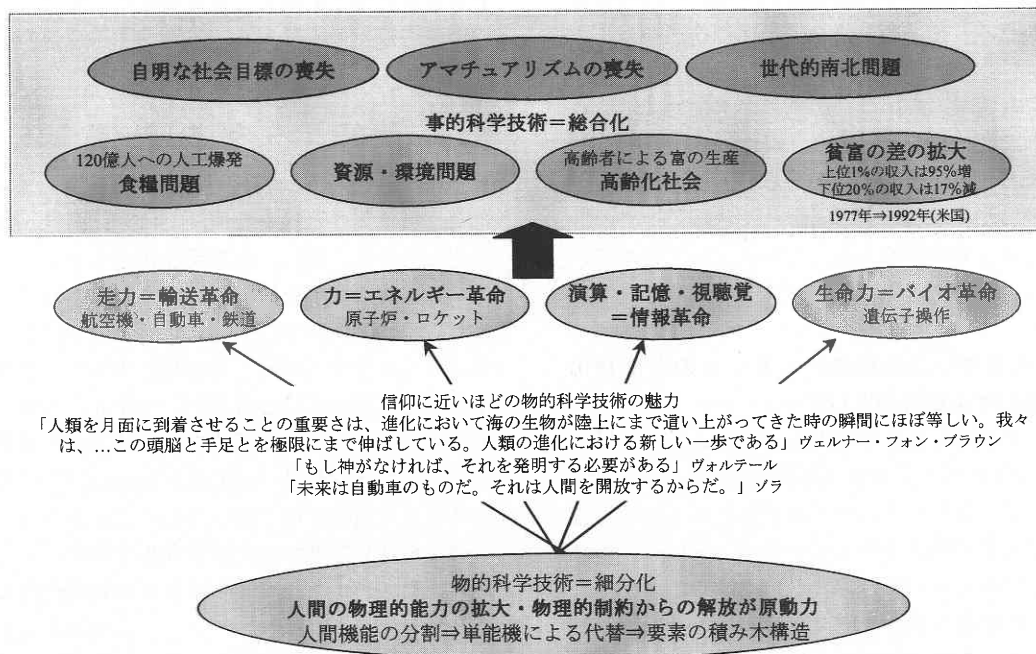 自明な社会目標の喪失
アマチュアリズムの喪失
世代的南北問題
事的科学技術＝総合化
120億人への人工爆発
食糧問題
資源・環境問題
高齢者による富の生産
高齢化社会
貧富の差の拡大
上位1％の収入は95％増
下位20％の収入は17％減
1977年⇒1992年(米国)
走力＝輸送革命
航空機・自動車・鉄道
力＝エネルギー革命
原子炉・ロケット
演算・記憶・視聴覚
＝情報革命
生命力＝バイオ革命
遺伝子操作
信仰に近いほどの物的科学技術の魅力
「人類を月面に到着させることの重要さは、進化において海の生物が陸上にまで這い上がってきた時の瞬間にほぼ等しい。我々
は、…この頭脳と手足とを極限にまで伸ばしている。人類の進化における新しい一歩である」ヴェルナー・フォン・ブラウン
「もし神がなければ、それを発明する必要がある」ヴォルテール
「未来は自動車のものだ。それは人間を開放するからだ。」ゾラ
物的科学技術＝細分化
人間の物理的能力の拡大・物理的制約からの解放が原動力
人間機能の分割⇒単能機による代替⇒要素の積み木構造